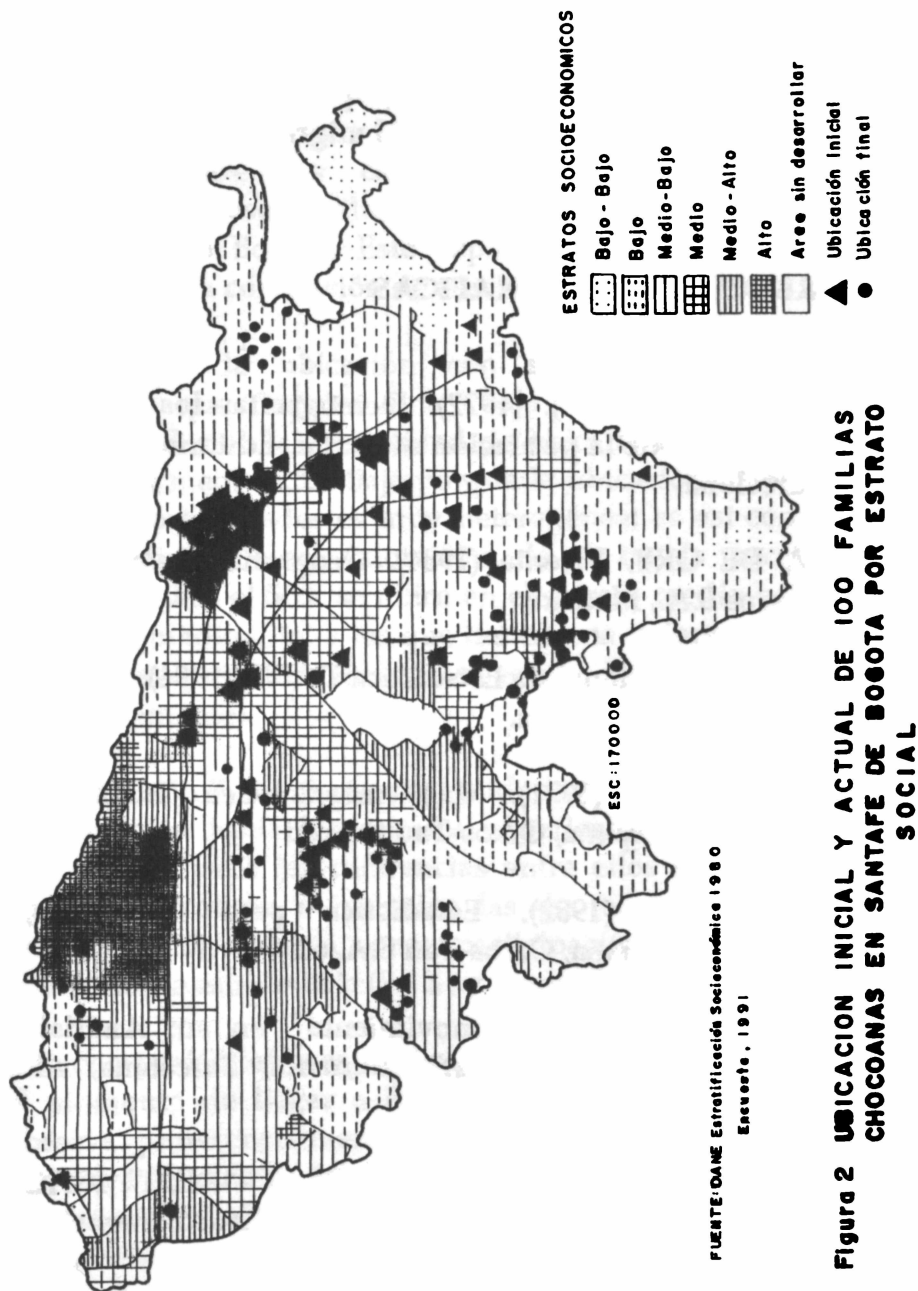 ESTRATOS SOCIOECONOMICOS
Bajo - Bajo
Bajo
Medio-Bajo
Medio
Medio - Alto
Alto
Area sin desarrollar
Ubicación Inicial
Ubicación final
ESC:170000
FUENTE:DANE Estratificación Socioeconómica 1980
Encuesta, 1991
Figura 2 UBICACION INICIAL Y ACTUAL DE 100 FAMILIAS
CHOCOANAS EN SANTAFE DE BOGOTA POR ESTRATO
SOCIAL